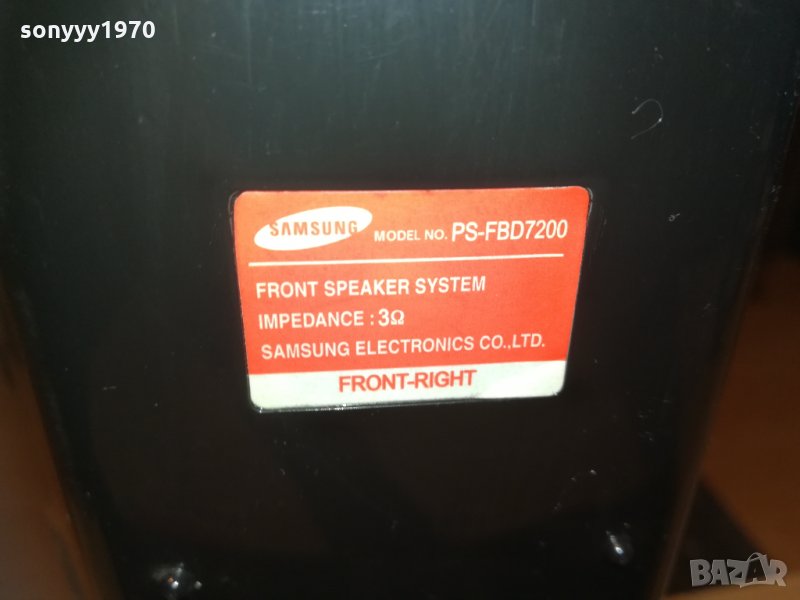 sonyyy1970
SAMSUNG MODEL NO. PS-FBD7200
FRONT SPEAKER SYSTEM
IMPEDANCE : 3Ω
SAMSUNG ELECTRONICS CO.,LTD.
FRONT-RIGHT
BAZAR